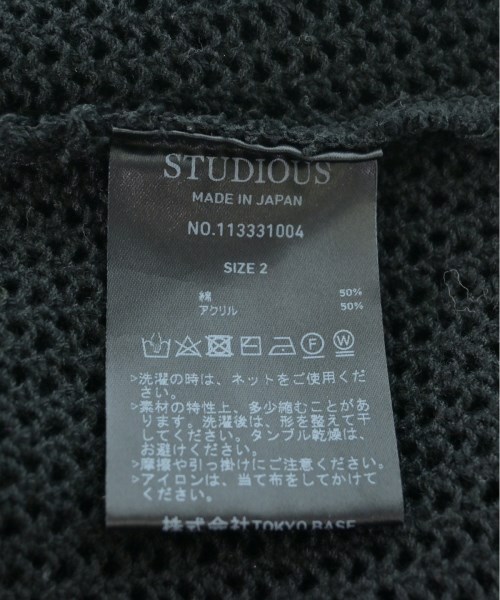 STUDIOUS
MADE IN JAPAN
NO.113331004
SIZE 2
綿 50%
アクリル 50%
>洗濯の時は、ネットをご使用くだ
さい。
>素材の特性上、多少縮むことがあ
ります。洗濯後は、形を整えて干
してください。タンブル乾燥は、
お避けください。
>摩擦や引っ掛けにご注意ください。
>アイロンは、当て布をしてかけて
ください。
株式会社TOKYO BASE